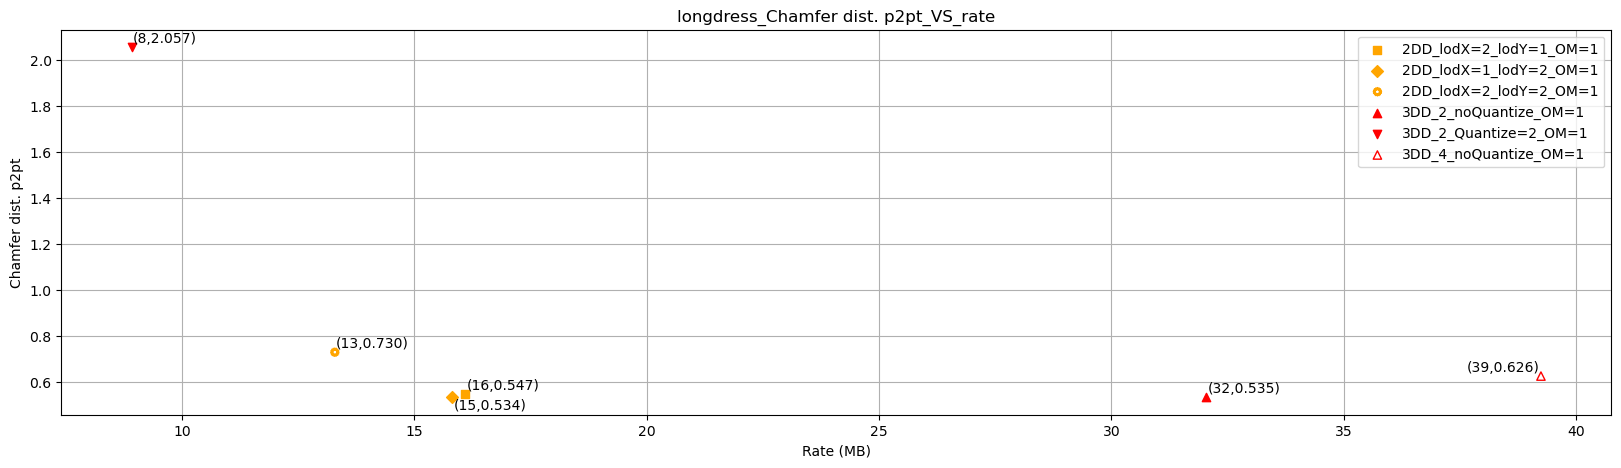 longdress_Chamfer dist. p2pt_VS_rate
(8,2.057)
2DD_lodX=2_lodY=1_OM=1
2DD_lodX=1_lodY=2_OM=1
2DD_lodX=2_lodY=2_OM=1
3DD_2_noQuantize_OM=1
3DD_2_Quantize=2_OM=1
3DD_4_noQuantize_OM=1
2.0
1.8
1.6
1.4
1.2
1.0
0.8
0.6
Chamfer dist. p2pt
(13,0.730)
(16,0.547)
(15,0.534)
(32,0.535)
(39,0.626)
10
15
20
25
30
35
40
Rate (MB)